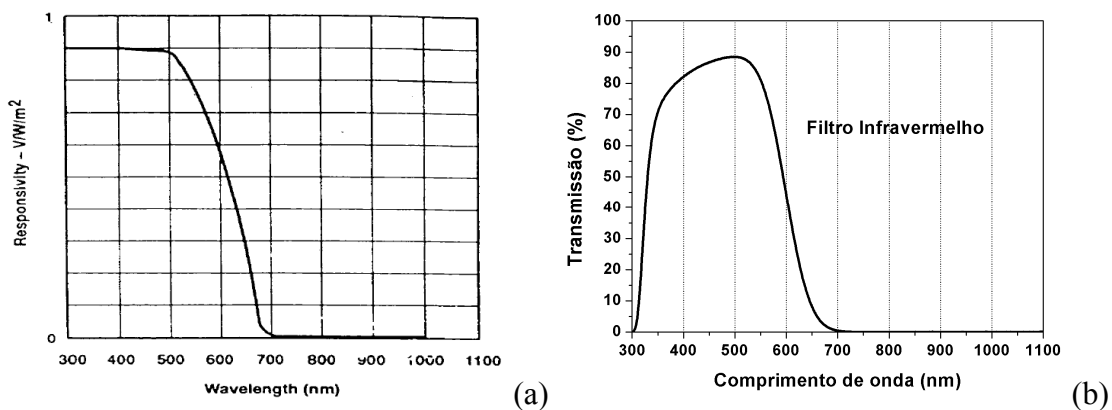 1
Responsivity – V/W/m²
0
300 400 500 600 700 800 900 1000 1100
Wavelength (nm)
(a)
100
90
80
70
60
50
40
30
20
10
0
Transmissão (%)
Filtro Infravermelho
300 400 500 600 700 800 900 1000 1100
Comprimento de onda (nm)
(b)